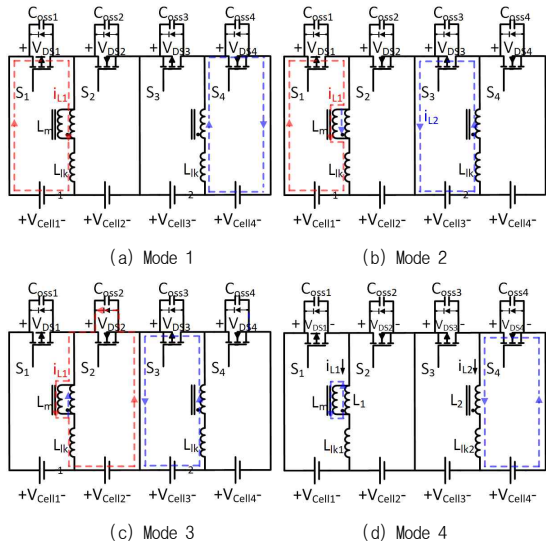 Coss1 Coss2 Coss3 Coss4
+ VDS1 VDS2 + VDS3 VDS4
S1 iL1 S2 S3 S4
Lm
Llk Llk
1 2
+VCell1- +VCell2- +VCell3- +VCell4-
(a) Mode 1
Coss1 Coss2 Coss3 Coss4
+ VDS1 + VDS2 + VDS3 + VDS4
S1 iL1 S2 S3 iL2 S4
Lm
Llk Llk
1 2
+VCell1- +VCell2- +VCell3- +VCell4-
(b) Mode 2
Coss1 Coss2 Coss3 Coss4
+ VDS1 + VDS2 + VDS3 + VDS4
S1 iL1 S2 S3 S4
Lm
Llk Llk
1 2
+VCell1- +VCell2- +VCell3- +VCell4-
(c) Mode 3
Coss1 Coss2 Coss3 Coss4
+ VDS1 - + VDS2 - + VDS3 - + VDS4 -
S1 iL1 S2 S3 iL2 S4
Lm L1 L2
Llk1 Llk2
+VCell1- +VCell2- +VCell3- +VCell4-
(d) Mode 4